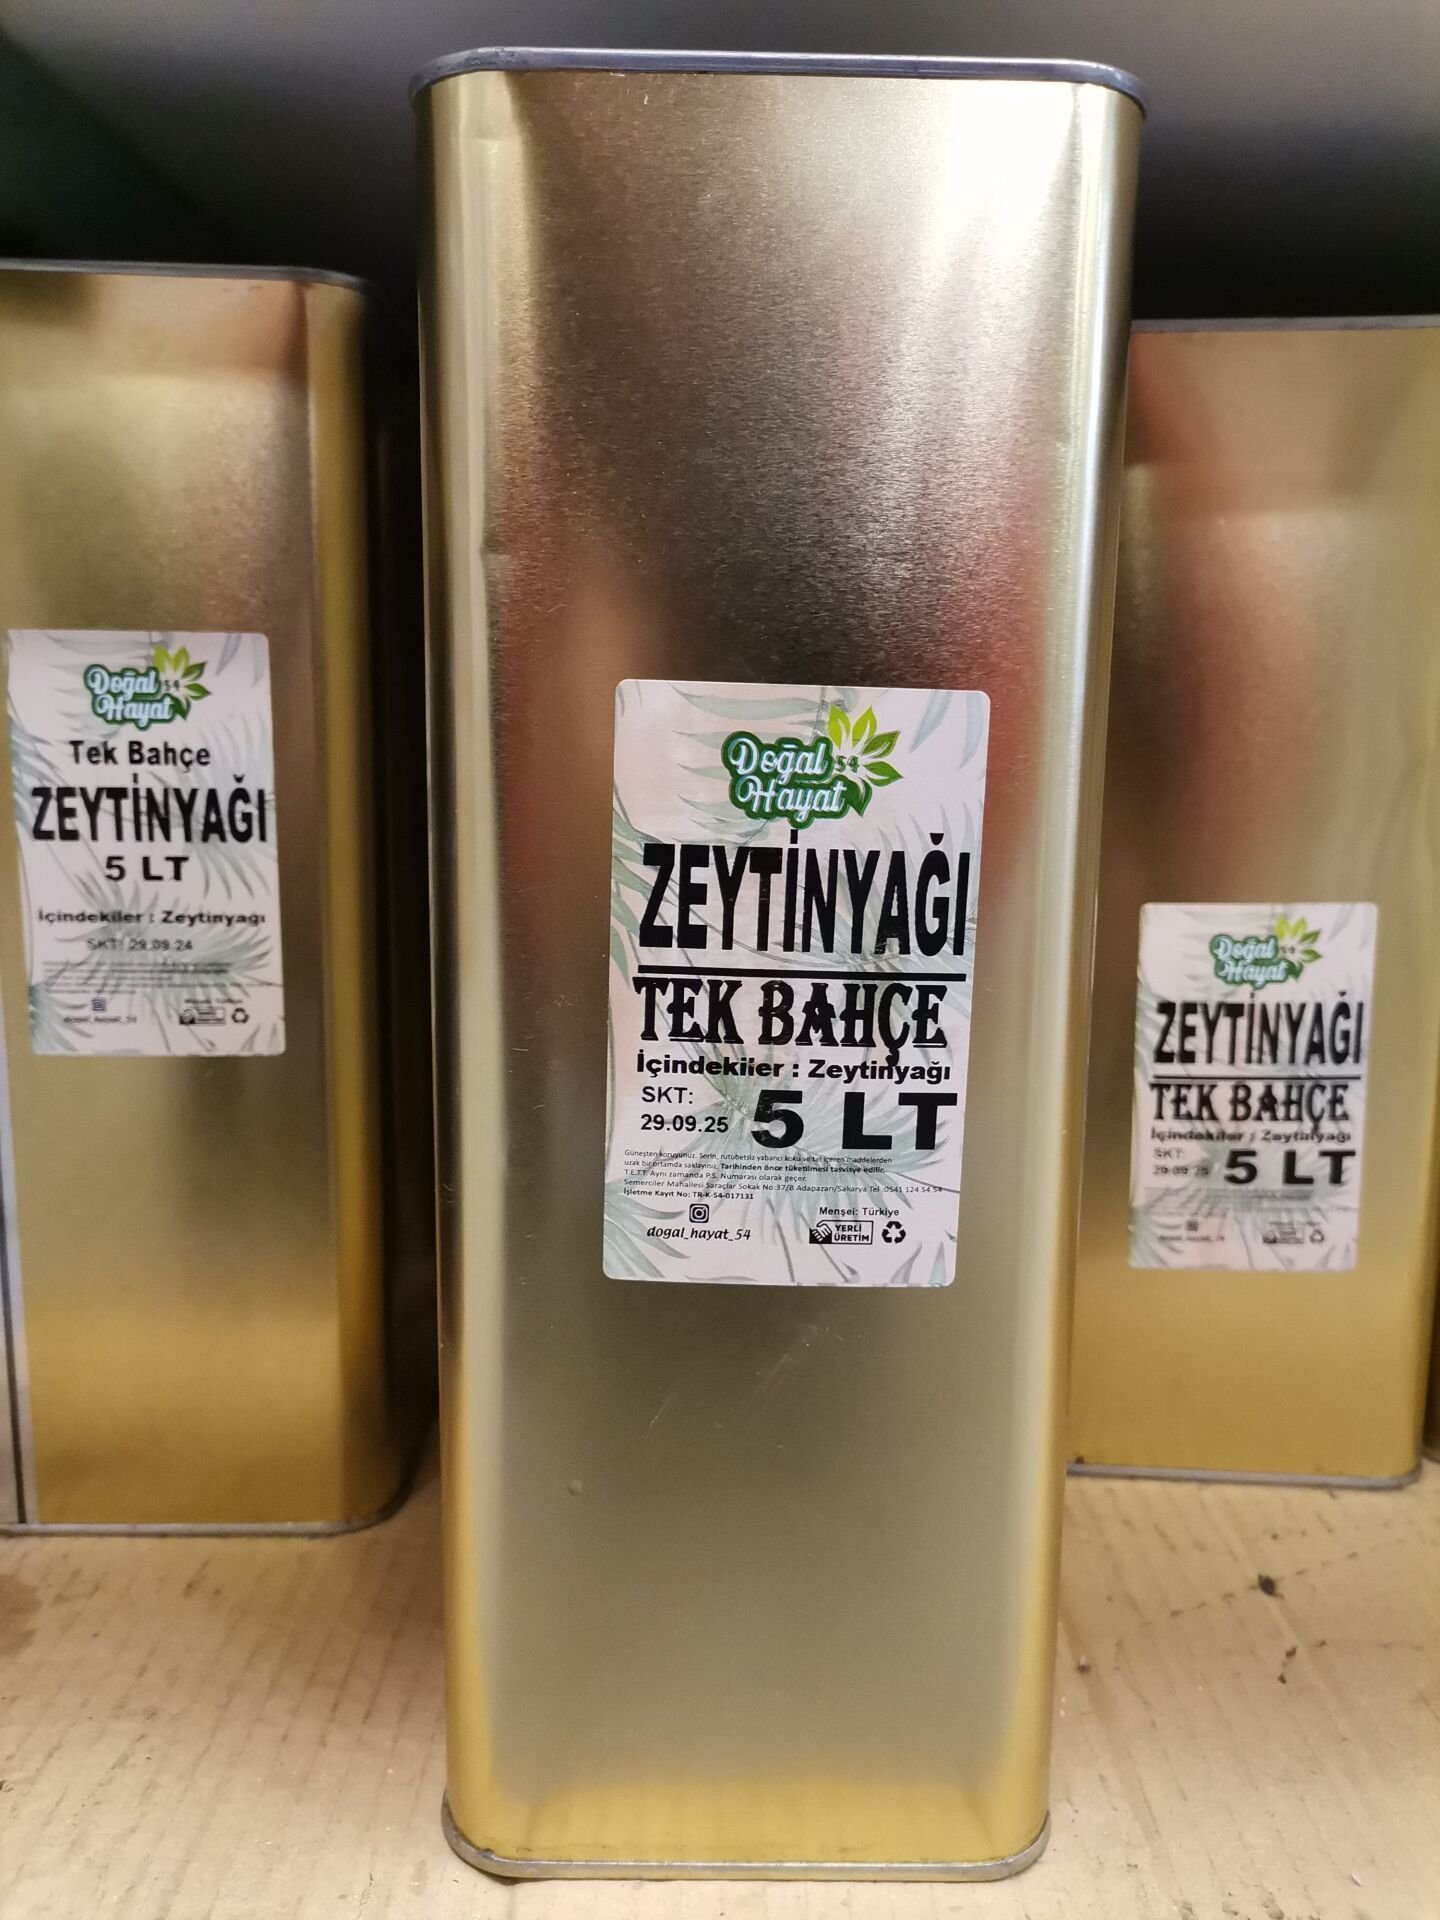 Doğal 54
Hayat
Tek Bahçe
ZEYTİNYAĞI
5 LT
İçindekiler : Zeytinyağı
SKT: 29.09.24
Menşei: Türkiye
dogal_hayat_54
Doğal 54
Hayat
ZEYTİNYAĞI
TEK BAHÇE
İçindekiler : Zeytinyağı
SKT:
29.09.25
5 LT
Güneşten koruyunuz. Serin, rutubetsiz yabancı koku ve tat içeren maddelerden
uzak bir ortamda saklayınız. Tarihinden önce tüketilmesi tavsiye edilir.
T.E.T.T. Aynı zamanda P.S. Numarası olarak geçer.
Semerciler Mahallesi Saraçlar Sokak No:37/B Adapazarı/Sakarya Tel :0541 124 54 54
İşletme Kayıt No: TR-K-54-017131
dogal_hayat_54
Menşei: Türkiye
YERLİ
ÜRETİM
Doğal 54
Hayat
ZEYTİNYAĞI
TEK BAHÇE
İçindekiler : Zeytinyağı
SKT:
29.09.25
5 LT